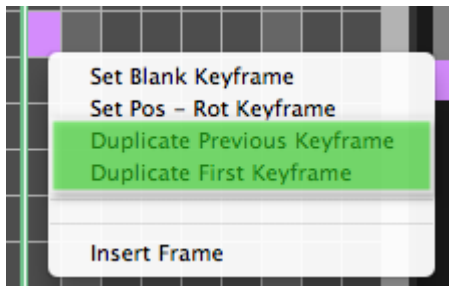 Set Blank Keyframe
Set Pos – Rot Keyframe
Duplicate Previous Keyframe
Duplicate First Keyframe
Insert Frame